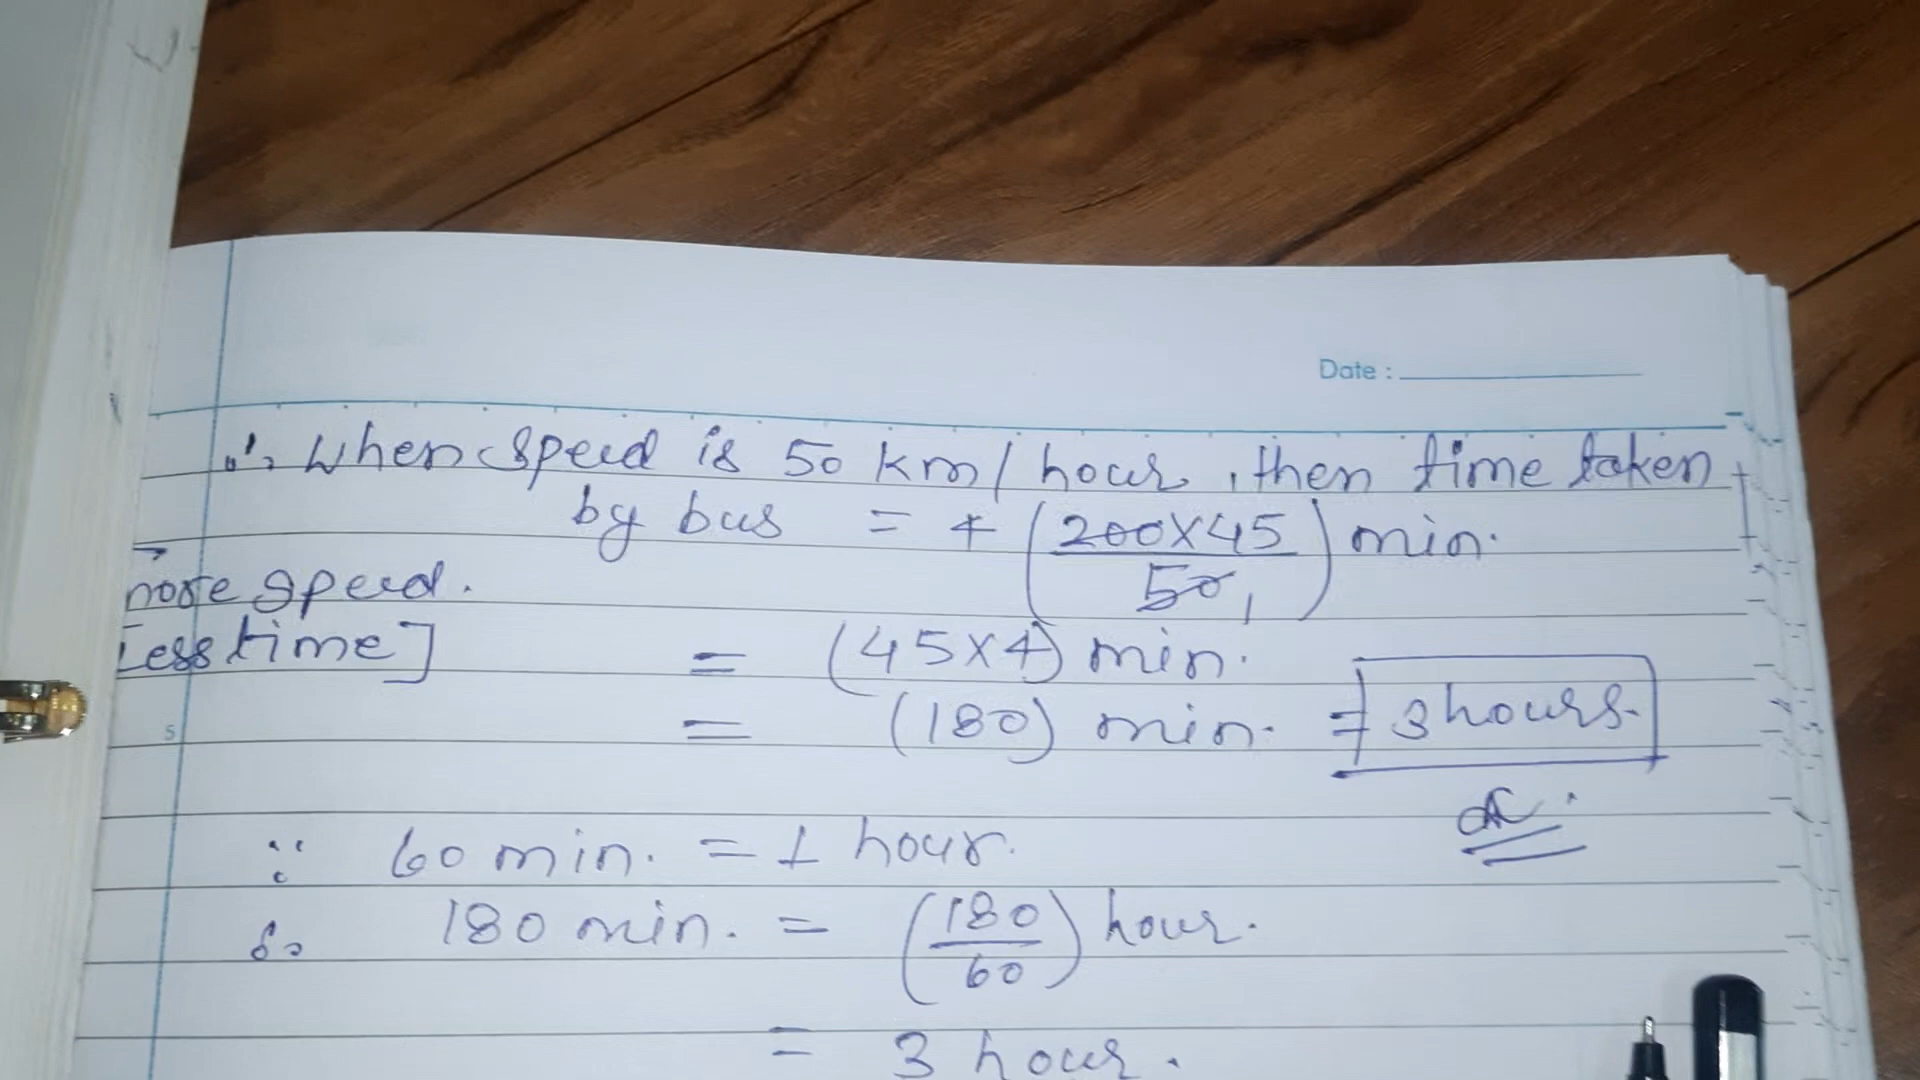 Date :
∴ When speed is 50 km/hour, then time taken
by bus = 4 (200×45/50,) min.
more speed.
Less time]
= (45×4) min.
= (180) min. = 3 hours.
5
∵ 60 min. = 1 hour.
So 180 min. = (180/60) hour.
= 3 hour.